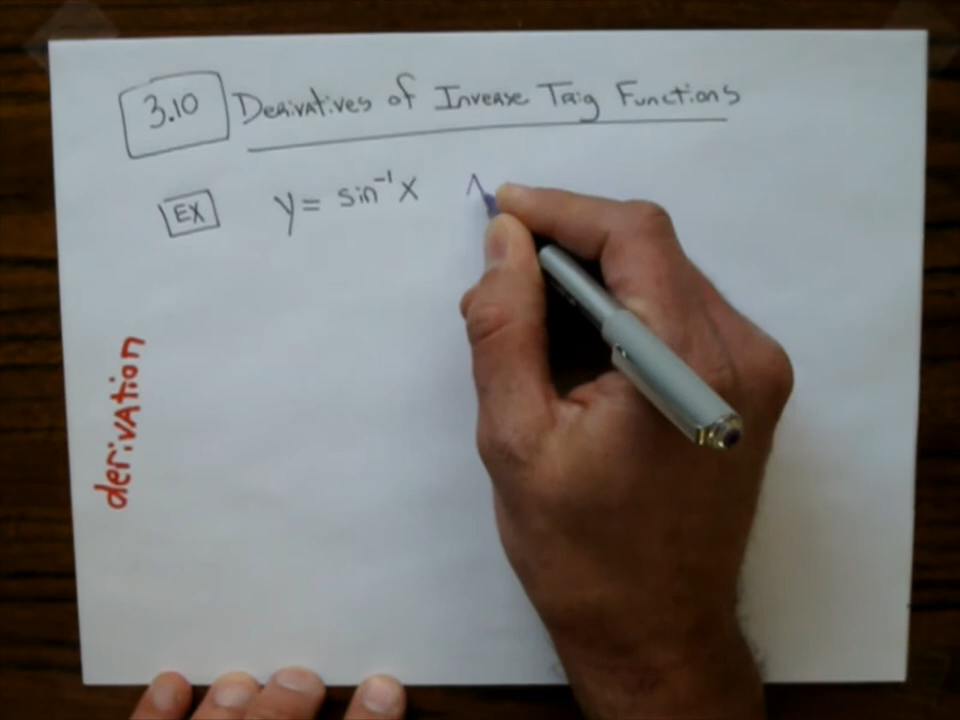 3.10 Derivatives of Inverse Trig Functions
EX y = sin⁻¹x
derivation